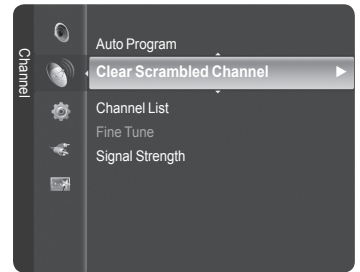 Channel
Auto Program
Clear Scrambled Channel
Channel List
Fine Tune
Signal Strength